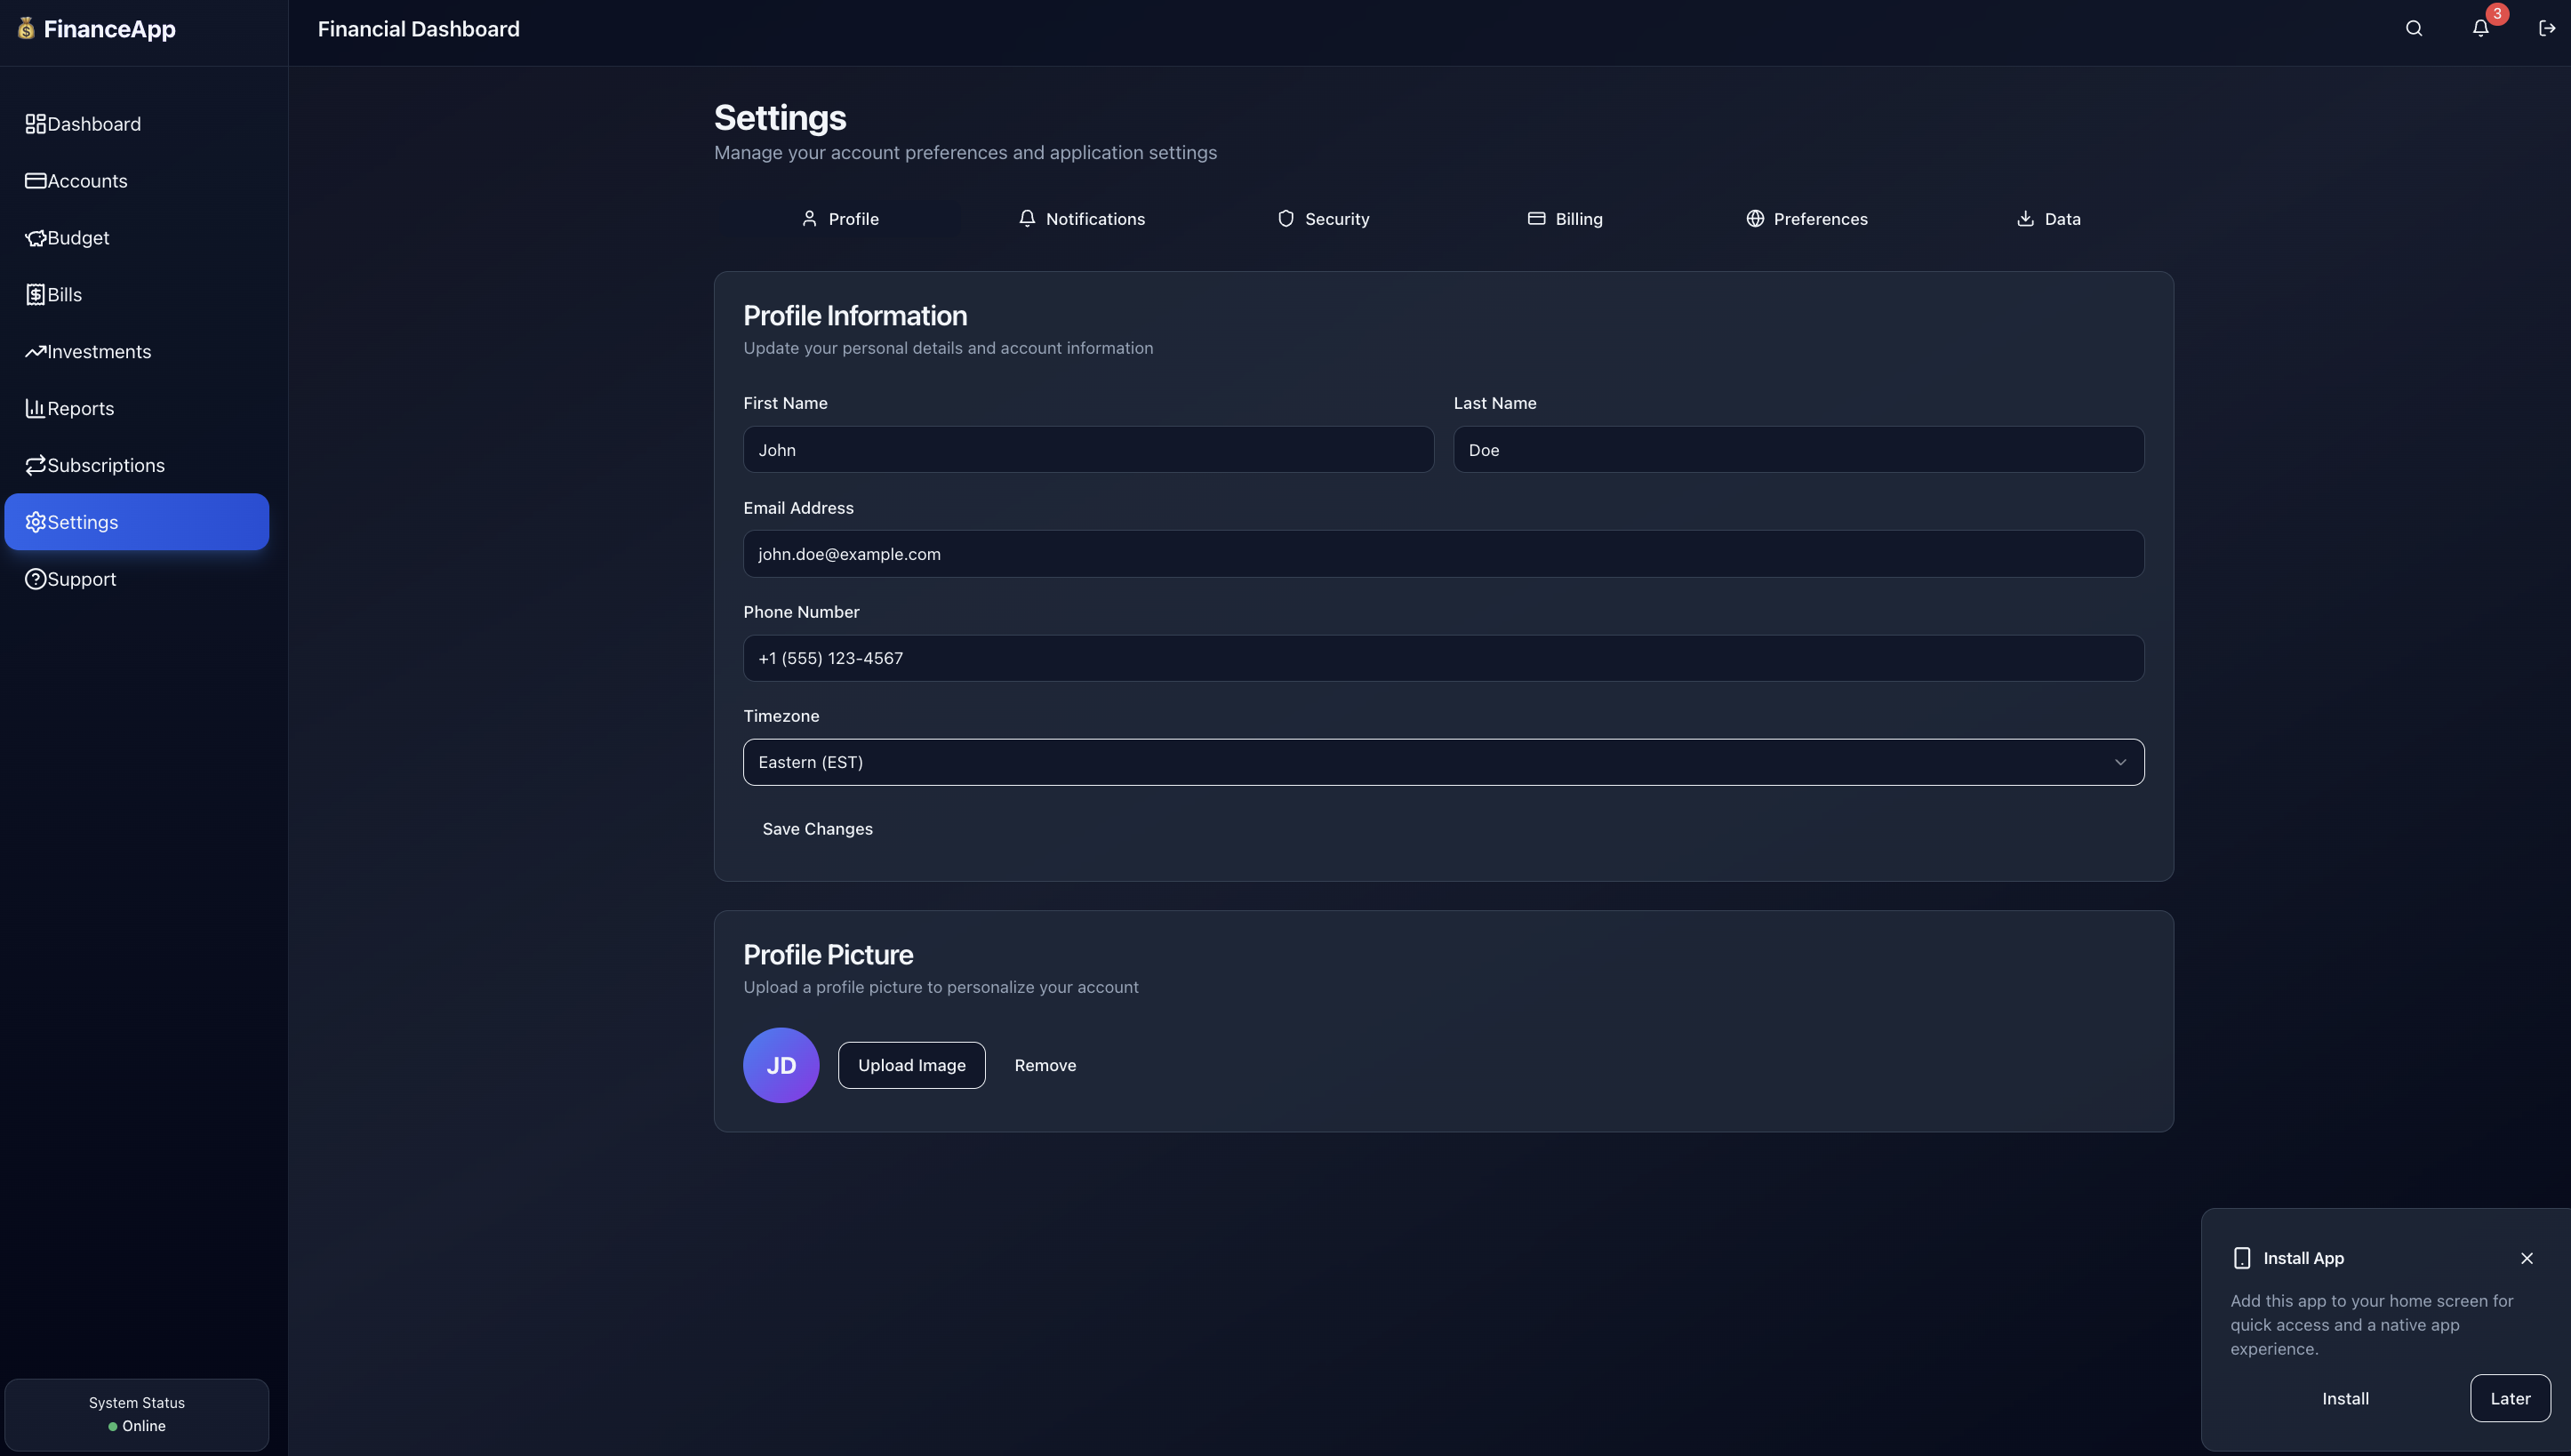 FinanceApp
Financial Dashboard
3
Dashboard
Accounts
Budget
Bills
Investments
Reports
Subscriptions
Settings
Support
System Status
Online
Settings
Manage your account preferences and application settings
Profile
Notifications
Security
Billing
Preferences
Data
Profile Information
Update your personal details and account information
First Name
Last Name
John
Doe
Email Address
john.doe@example.com
Phone Number
+1 (555) 123-4567
Timezone
Eastern (EST)
Save Changes
Profile Picture
Upload a profile picture to personalize your account
JD
Upload Image
Remove
Install App
Add this app to your home screen for
quick access and a native app
experience.
Install
Later